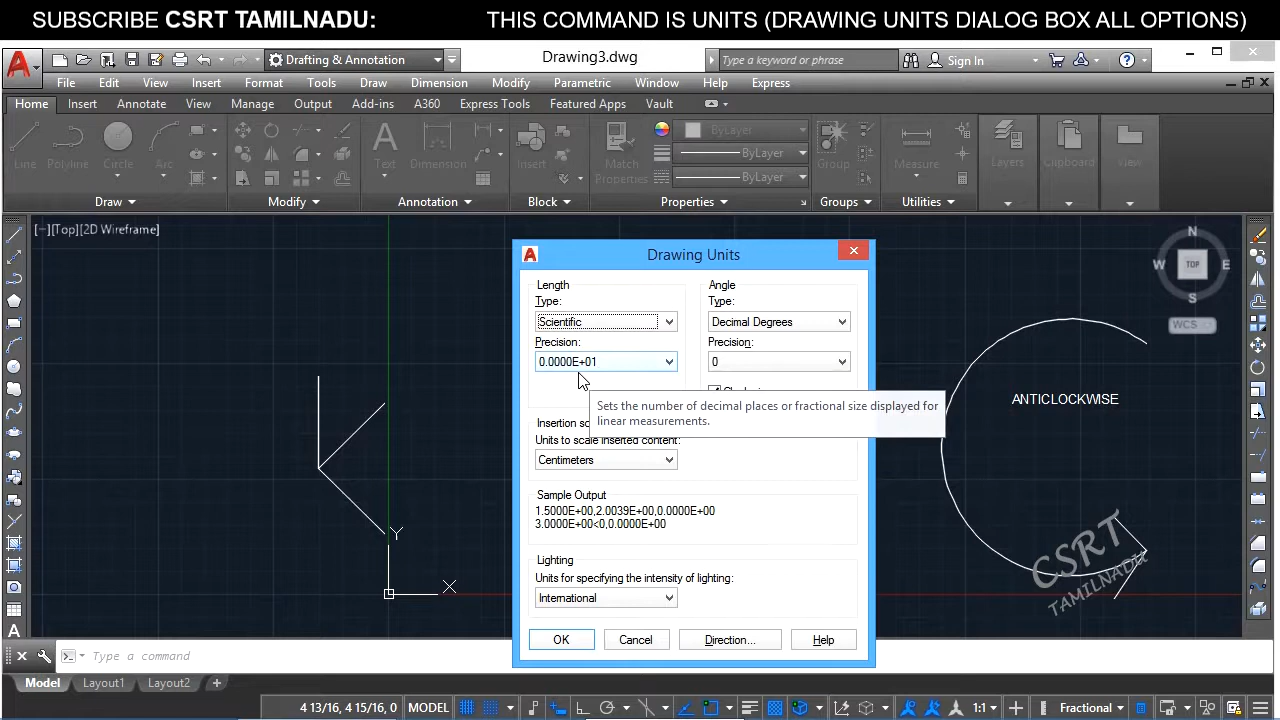 SUBSCRIBE CSRT TAMILNADU: THIS COMMAND IS UNITS (DRAWING UNITS DIALOG BOX ALL OPTIONS)
Drafting & Annotation Drawing3.dwg Type a keyword or phrase Sign In
File Edit View Insert Format Tools Draw Dimension Modify Parametric Window Help Express
Home Insert Annotate View Manage Output Add-ins A360 Express Tools Featured Apps Vault
Line Polyline Circle Arc Text Dimension Insert Match Properties ByLayer ByLayer ByLayer Group Measure Layers Clipboard View
Draw Modify Annotation Block Properties Groups Utilities
[−][Top][2D Wireframe]
N
W TOP E
S
WCS
Drawing Units
Length Angle
Type: Type:
Scientific Decimal Degrees
Precision: Precision:
0.0000E+01 0
Sets the number of decimal places or fractional size displayed for
linear measurements.
ANTICLOCKWISE
Insertion sc
Units to scale inserted content:
Centimeters
Sample Output
1.5000E+00,2.0039E+00,0.0000E+00
3.0000E+00<0,0.0000E+00
Y
X
CSRT
TAMILNADU
Lighting
Units for specifying the intensity of lighting:
International
OK Cancel Direction... Help
Type a command
Model Layout1 Layout2 +
4 13/16, 4 15/16, 0 MODEL 1:1 Fractional